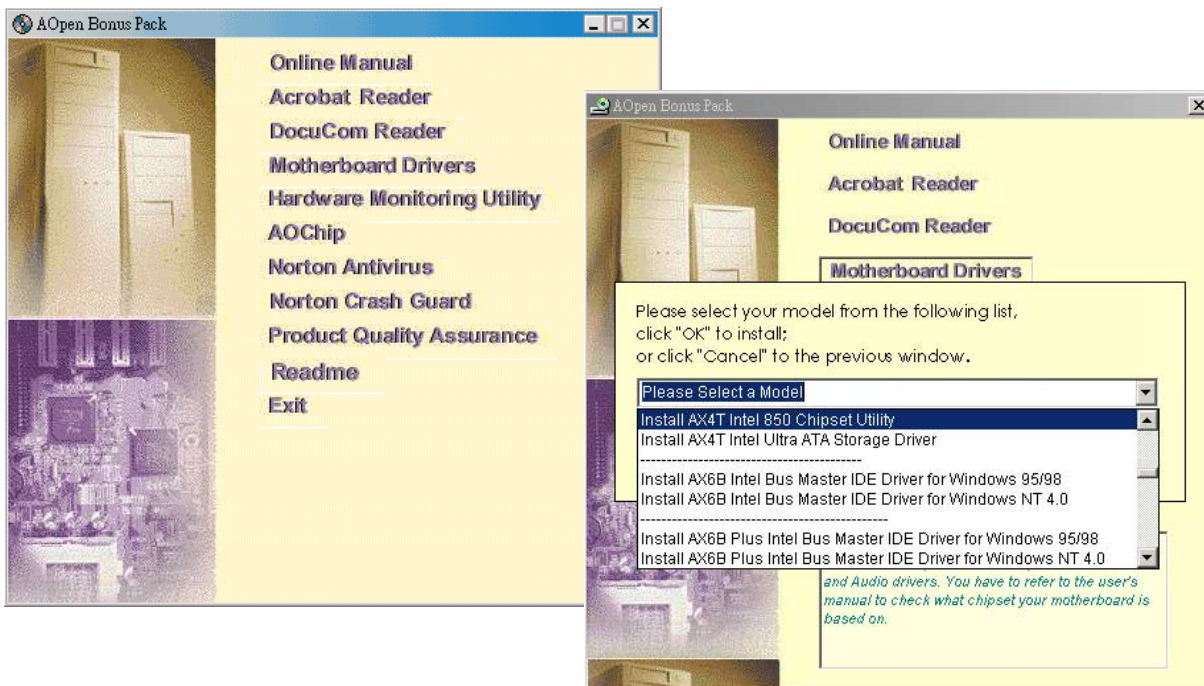 AOpen Bonus Pack
Online Manual
Acrobat Reader
DocuCom Reader
Motherboard Drivers
Hardware Monitoring Utility
AOChip
Norton Antivirus
Norton Crash Guard
Product Quality Assurance
Readme
Exit
AOpen Bonus Pack
Online Manual
Acrobat Reader
DocuCom Reader
Motherboard Drivers
Please select your model from the following list,
click "OK" to install;
or click "Cancel" to the previous window.
Please Select a Model
Install AX4T Intel 850 Chipset Utility
Install AX4T Intel Ultra ATA Storage Driver
------------------------------------------
Install AX6B Intel Bus Master IDE Driver for Windows 95/98
Install AX6B Intel Bus Master IDE Driver for Windows NT 4.0
-----------------------------------------------
Install AX6B Plus Intel Bus Master IDE Driver for Windows 95/98
Install AX6B Plus Intel Bus Master IDE Driver for Windows NT 4.0
and Audio drivers. You have to refer to the user's
manual to check what chipset your motherboard is
based on.